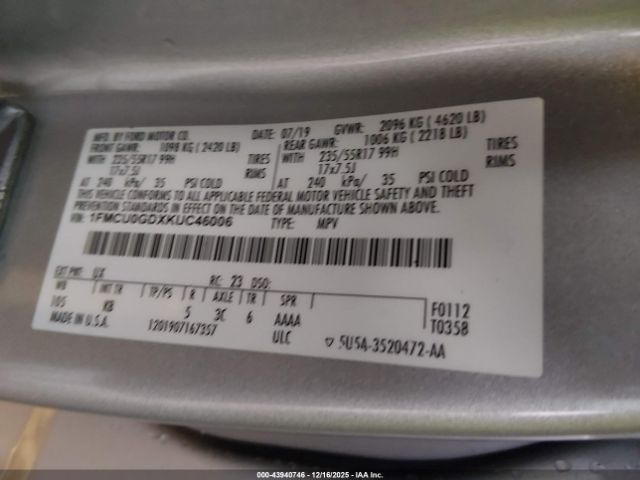 MFD. BY FORD MOTOR CO. DATE: 07/19 GVWR: 2096 KG ( 4620 LB)
FRONT GAWR: 1098 KG ( 2420 LB) REAR GAWR: 1006 KG ( 2218 LB)
WITH 235/55R17 99H TIRES WITH 235/55R17 99H TIRES
17x7.5J RIMS 17x7.5J RIMS
AT 240 kPa/ 35 PSI COLD AT 240 kPa/ 35 PSI COLD
THIS VEHICLE CONFORMS TO ALL APPLICABLE FEDERAL MOTOR VEHICLE SAFETY AND THEFT
PREVENTION STANDARDS IN EFFECT ON THE DATE OF MANUFACTURE SHOWN ABOVE.
VIN: 1FMCU0GDXKUC46006 TYPE: MPV
EXT PNT: UX RC: 23 DSO:
WB INT TR TP/PS R AXLE TR SPR
105 KB 5 3C 6 AAAA
F0112
T0358
MADE IN U.S.A. 1201907167357 ULC ▽ 5U5A-3520472-AA
000-43940746 - 12/16/2025 - IAA Inc.